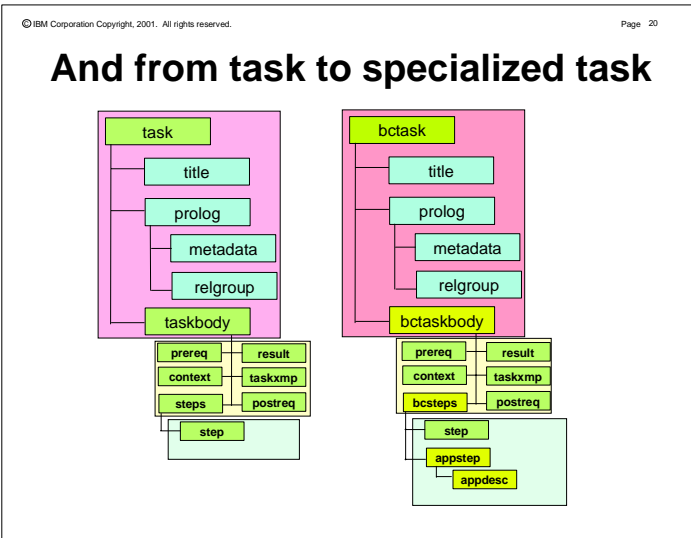 © IBM Corporation Copyright, 2001. All rights reserved.
Page 20
And from task to specialized task
task
title
prolog
metadata
relgroup
taskbody
prereq result
context taskxmp
steps postreq
step
bctask
title
prolog
metadata
relgroup
bctaskbody
prereq result
context taskxmp
bcsteps postreq
step
appstep
appdesc